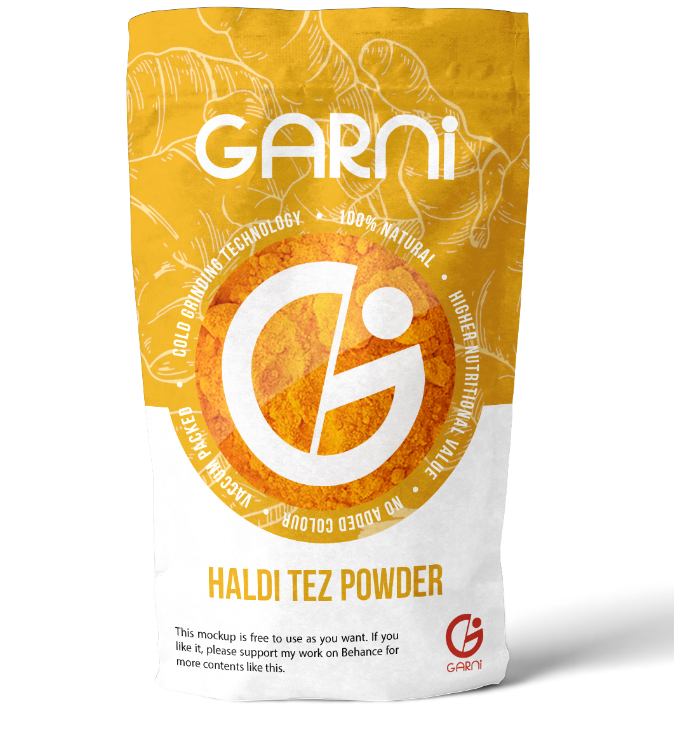 GARNi
COLD GRINDING TECHNOLOGY • 100% NATURAL • HIGHER NUTRITIONAL VALUE • NO ADDED COLOUR • VACCUM PACKED •
HALDI TEZ POWDER
This mockup is free to use as you want. If you
like it, please support my work on Behance for
more contents like this.
GARNi